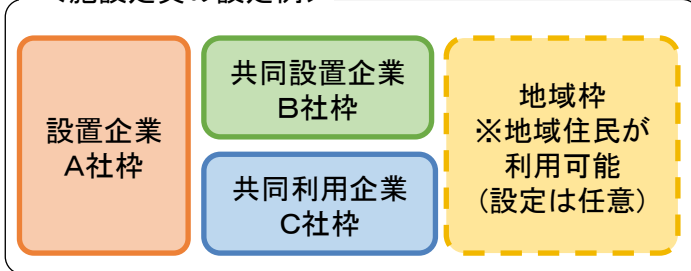 設置企業
A社枠
共同設置企業
B社枠
共同利用企業
C社枠
地域枠
※地域住民が
利用可能
(設定は任意)